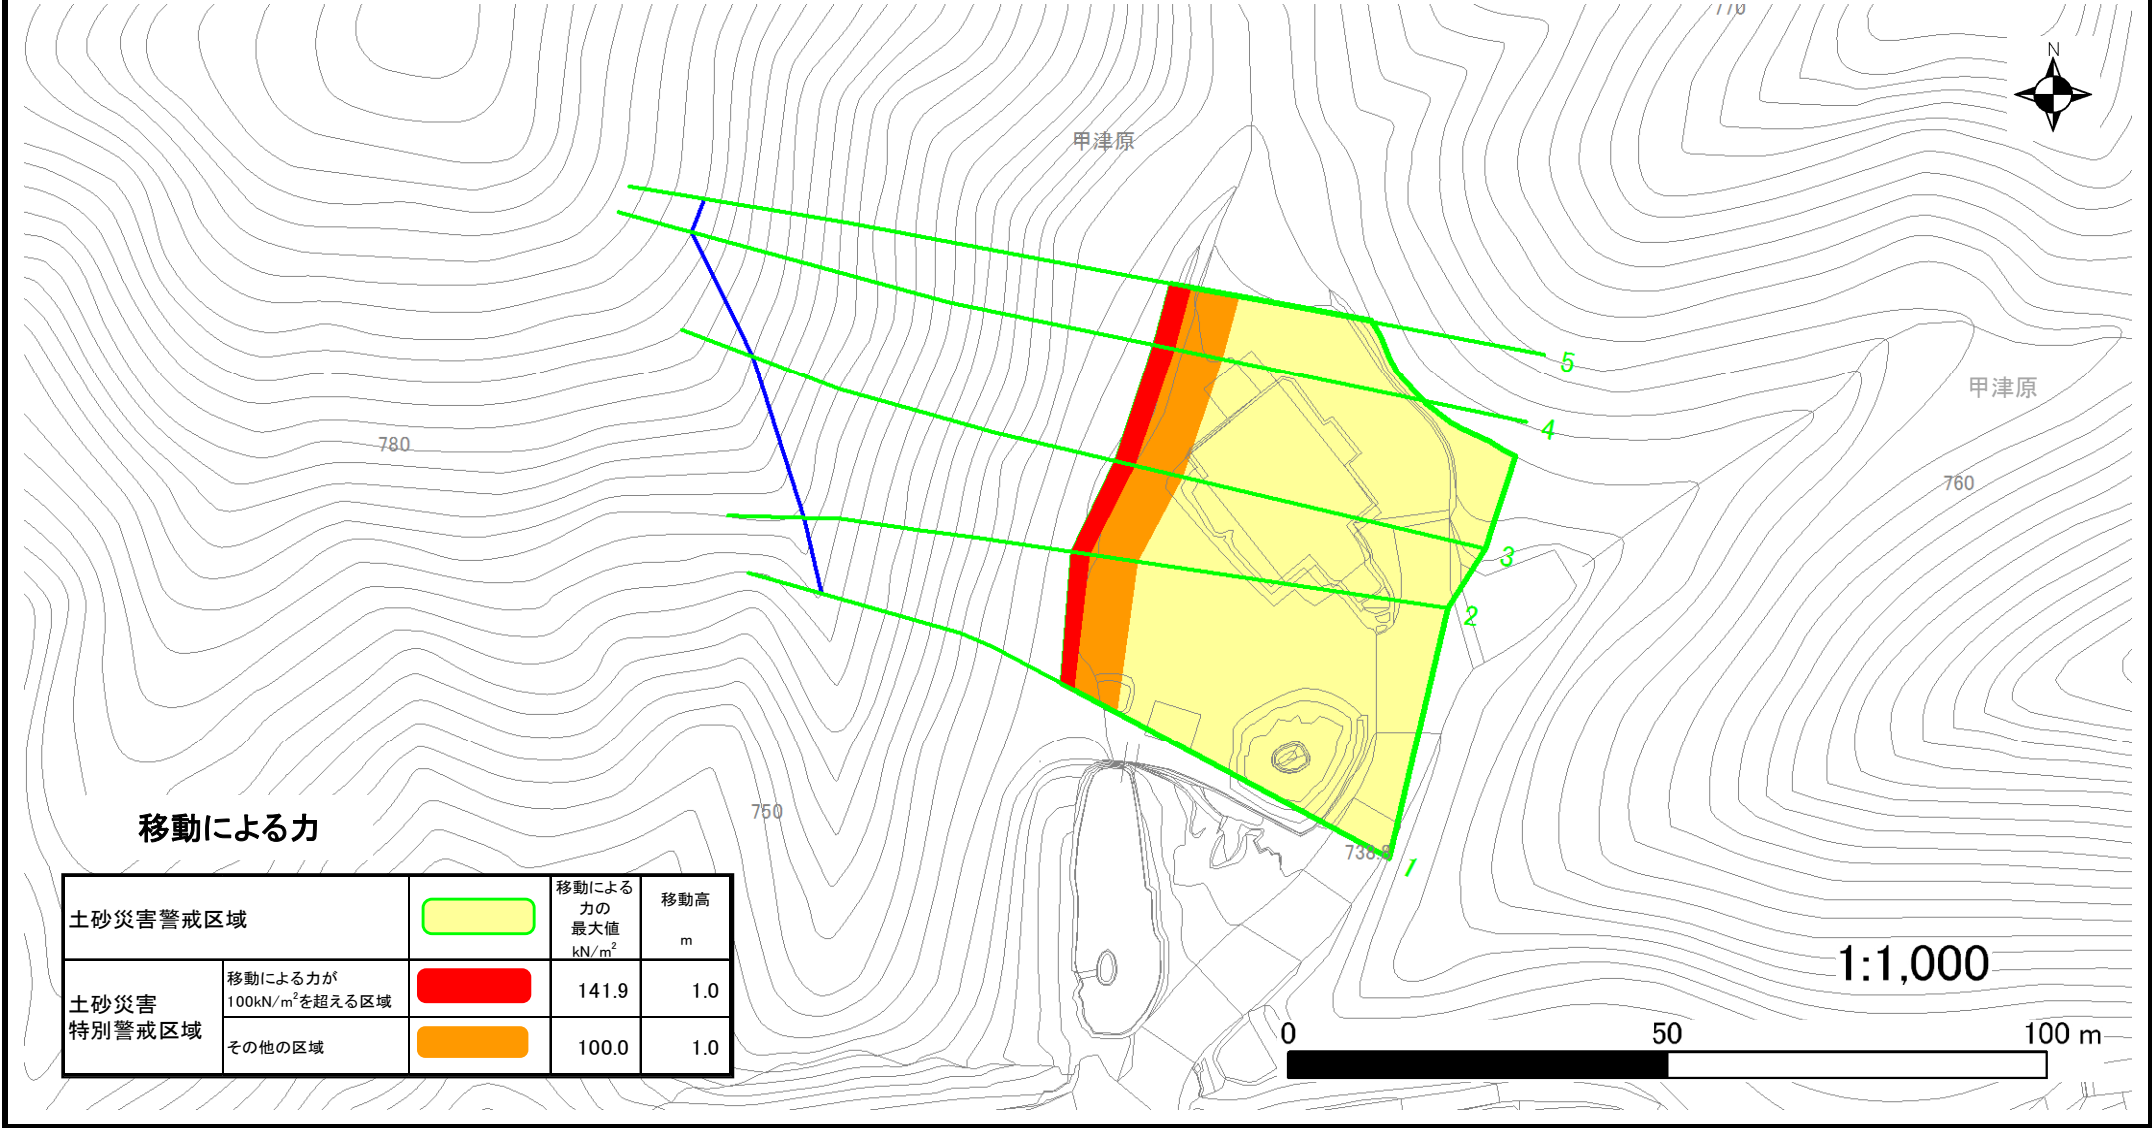 770
N
甲津原
5
甲津原
4
780
760
3
2
750
移動による力
738.8
1
土砂災害警戒区域
移動による
力の
最大値
kN/m²
移動高
m
土砂災害
特別警戒区域
移動による力が
100kN/m²を超える区域
141.9
1.0
その他の区域
100.0
1.0
1:1,000
0
50
100 m